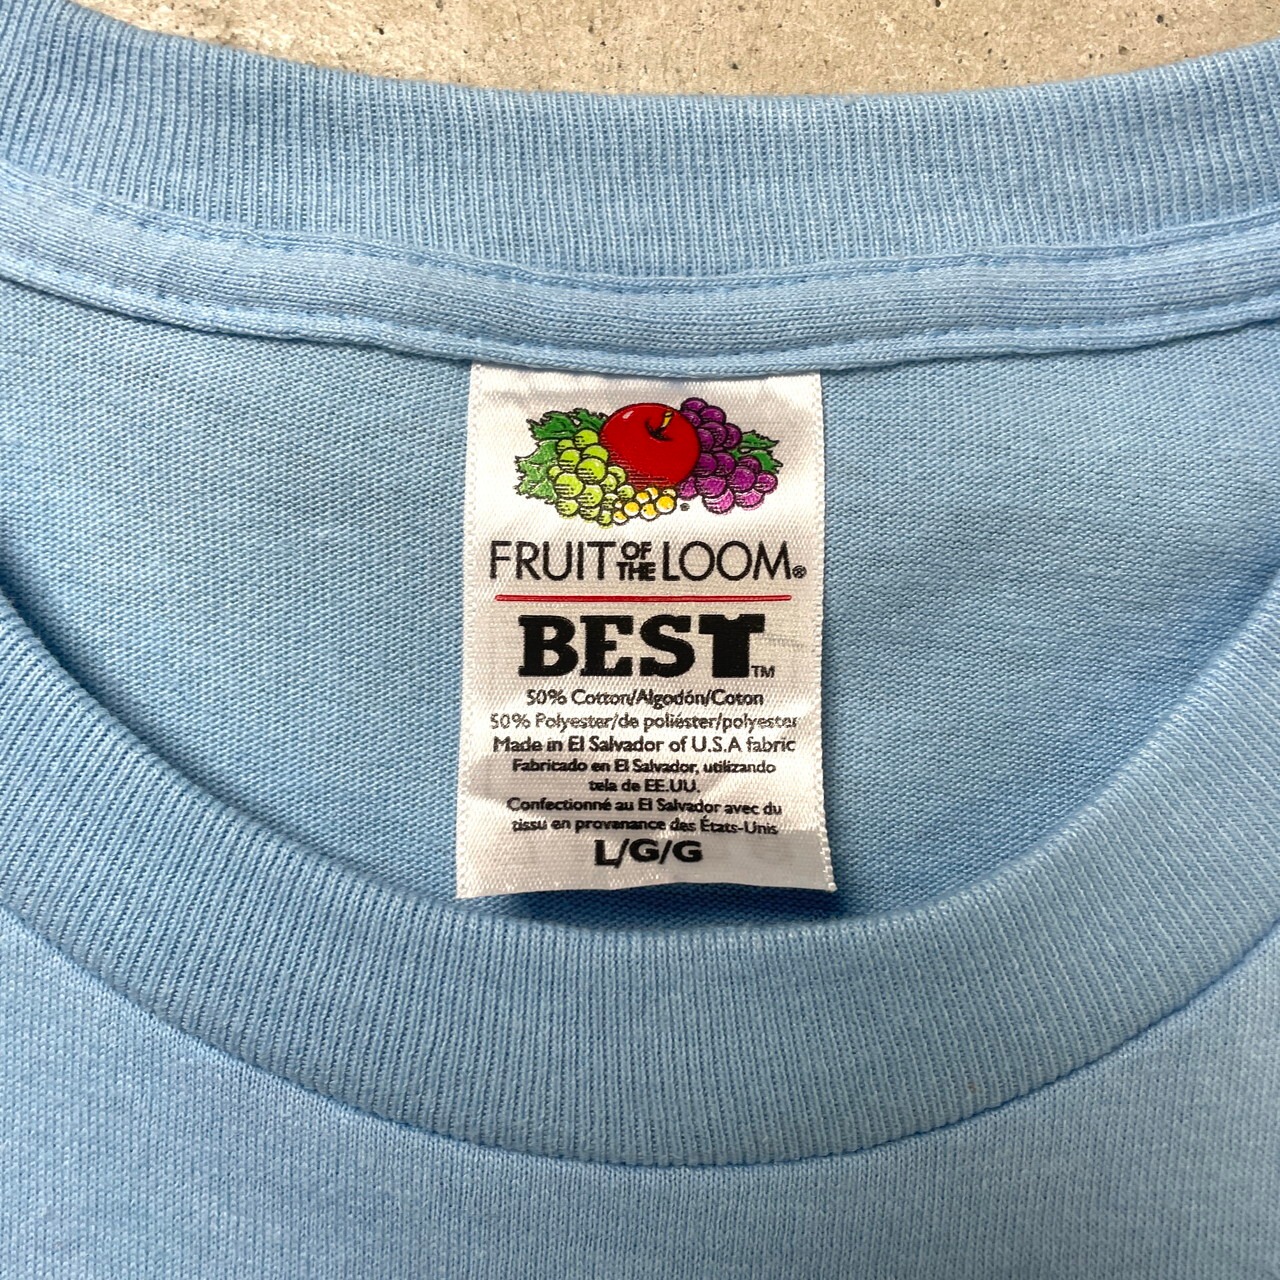 FRUIT OF THE LOOM®
BEST™
50% Cotton/Algodón/Coton
50% Polyester/de poliéster/polyester
Made in El Salvador of U.S.A fabric
Fabricado en El Salvador, utilizando
tela de EE.UU.
Confectionné au El Salvador avec du
tissu en provenance des États-Unis
L/G/G